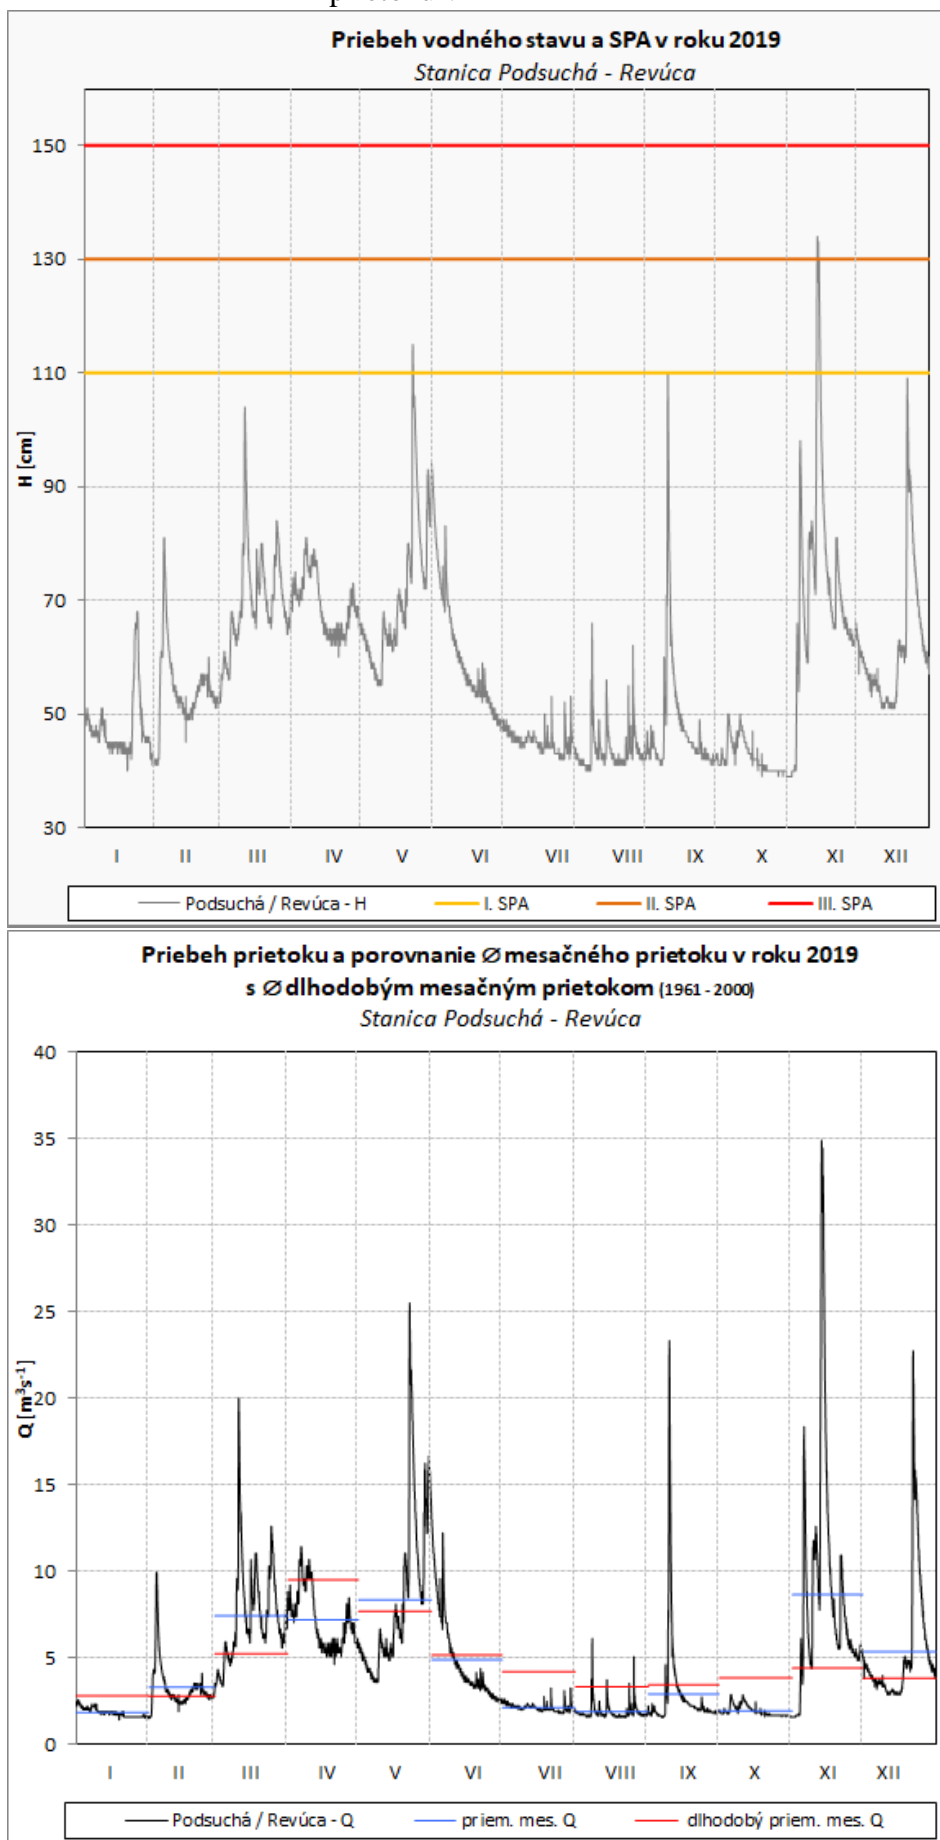 Priebeh vodného stavu a SPA v roku 2019
Stanica Podsuchá - Revúca
H [cm]
150
130
110
90
70
50
30
I II III IV V VI VII VIII IX X XI XII
Podsuchá / Revúca - H I. SPA II. SPA III. SPA
Priebeh prietoku a porovnanie Ø mesačného prietoku v roku 2019
s Ø dlhodobým mesačným prietokom (1961 - 2000)
Stanica Podsuchá - Revúca
Q [m³s⁻¹]
40
35
30
25
20
15
10
5
0
I II III IV V VI VII VIII IX X XI XII
Podsuchá / Revúca - Q priem. mes. Q dlhodobý priem. mes. Q